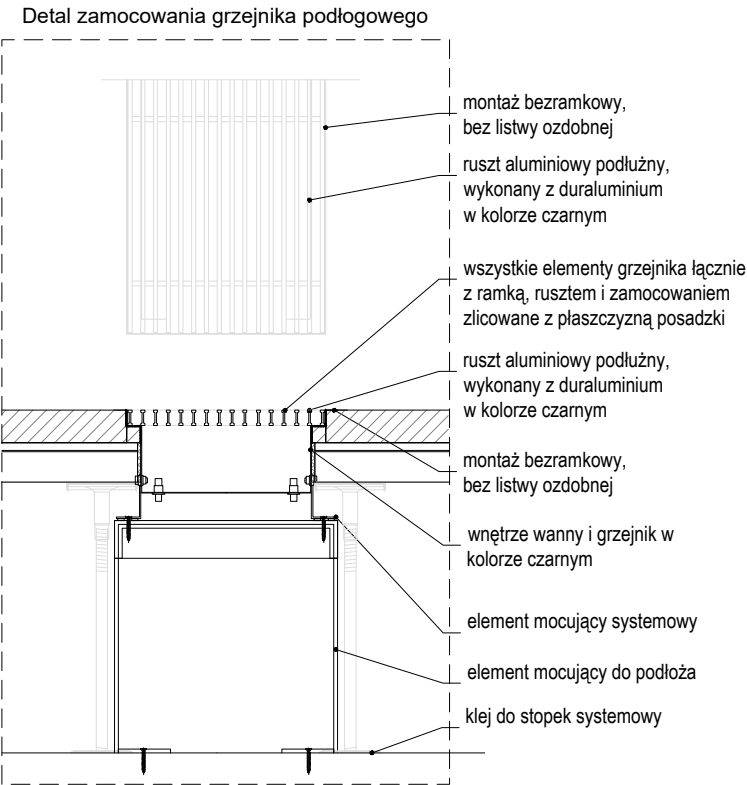 Detal zamocowania grzejnika podłogowego
montaż bezramkowy,
bez listwy ozdobnej
ruszt aluminiowy podłużny,
wykonany z duraluminium
w kolorze czarnym
wszystkie elementy grzejnika łącznie
z ramką, rusztem i zamocowaniem
zlicowane z płaszczyzną posadzki
ruszt aluminiowy podłużny,
wykonany z duraluminium
w kolorze czarnym
montaż bezramkowy,
bez listwy ozdobnej
wnętrze wanny i grzejnik w
kolorze czarnym
element mocujący systemowy
element mocujący do podłoża
klej do stopek systemowy